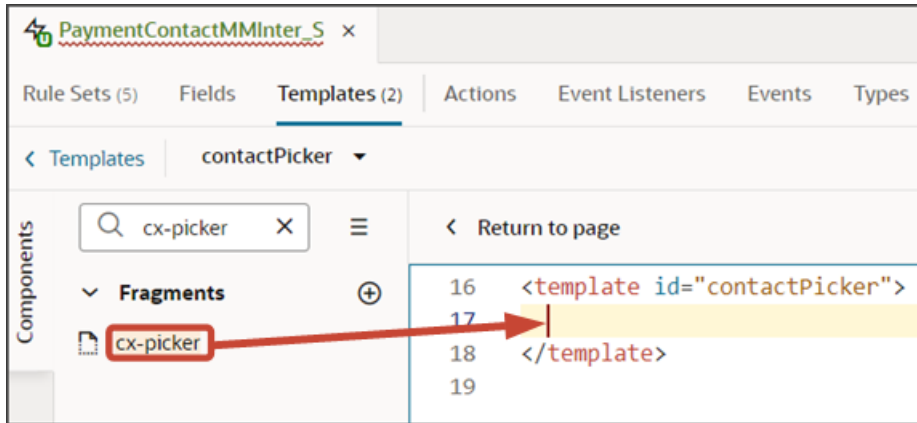 PaymentContactMMInter_S ×
Rule Sets (5) Fields Templates (2) Actions Event Listeners Events Types
< Templates contactPicker
Components
cx-picker ×
Fragments
cx-picker
< Return to page
16 <template id="contactPicker">
17
18 </template>
19